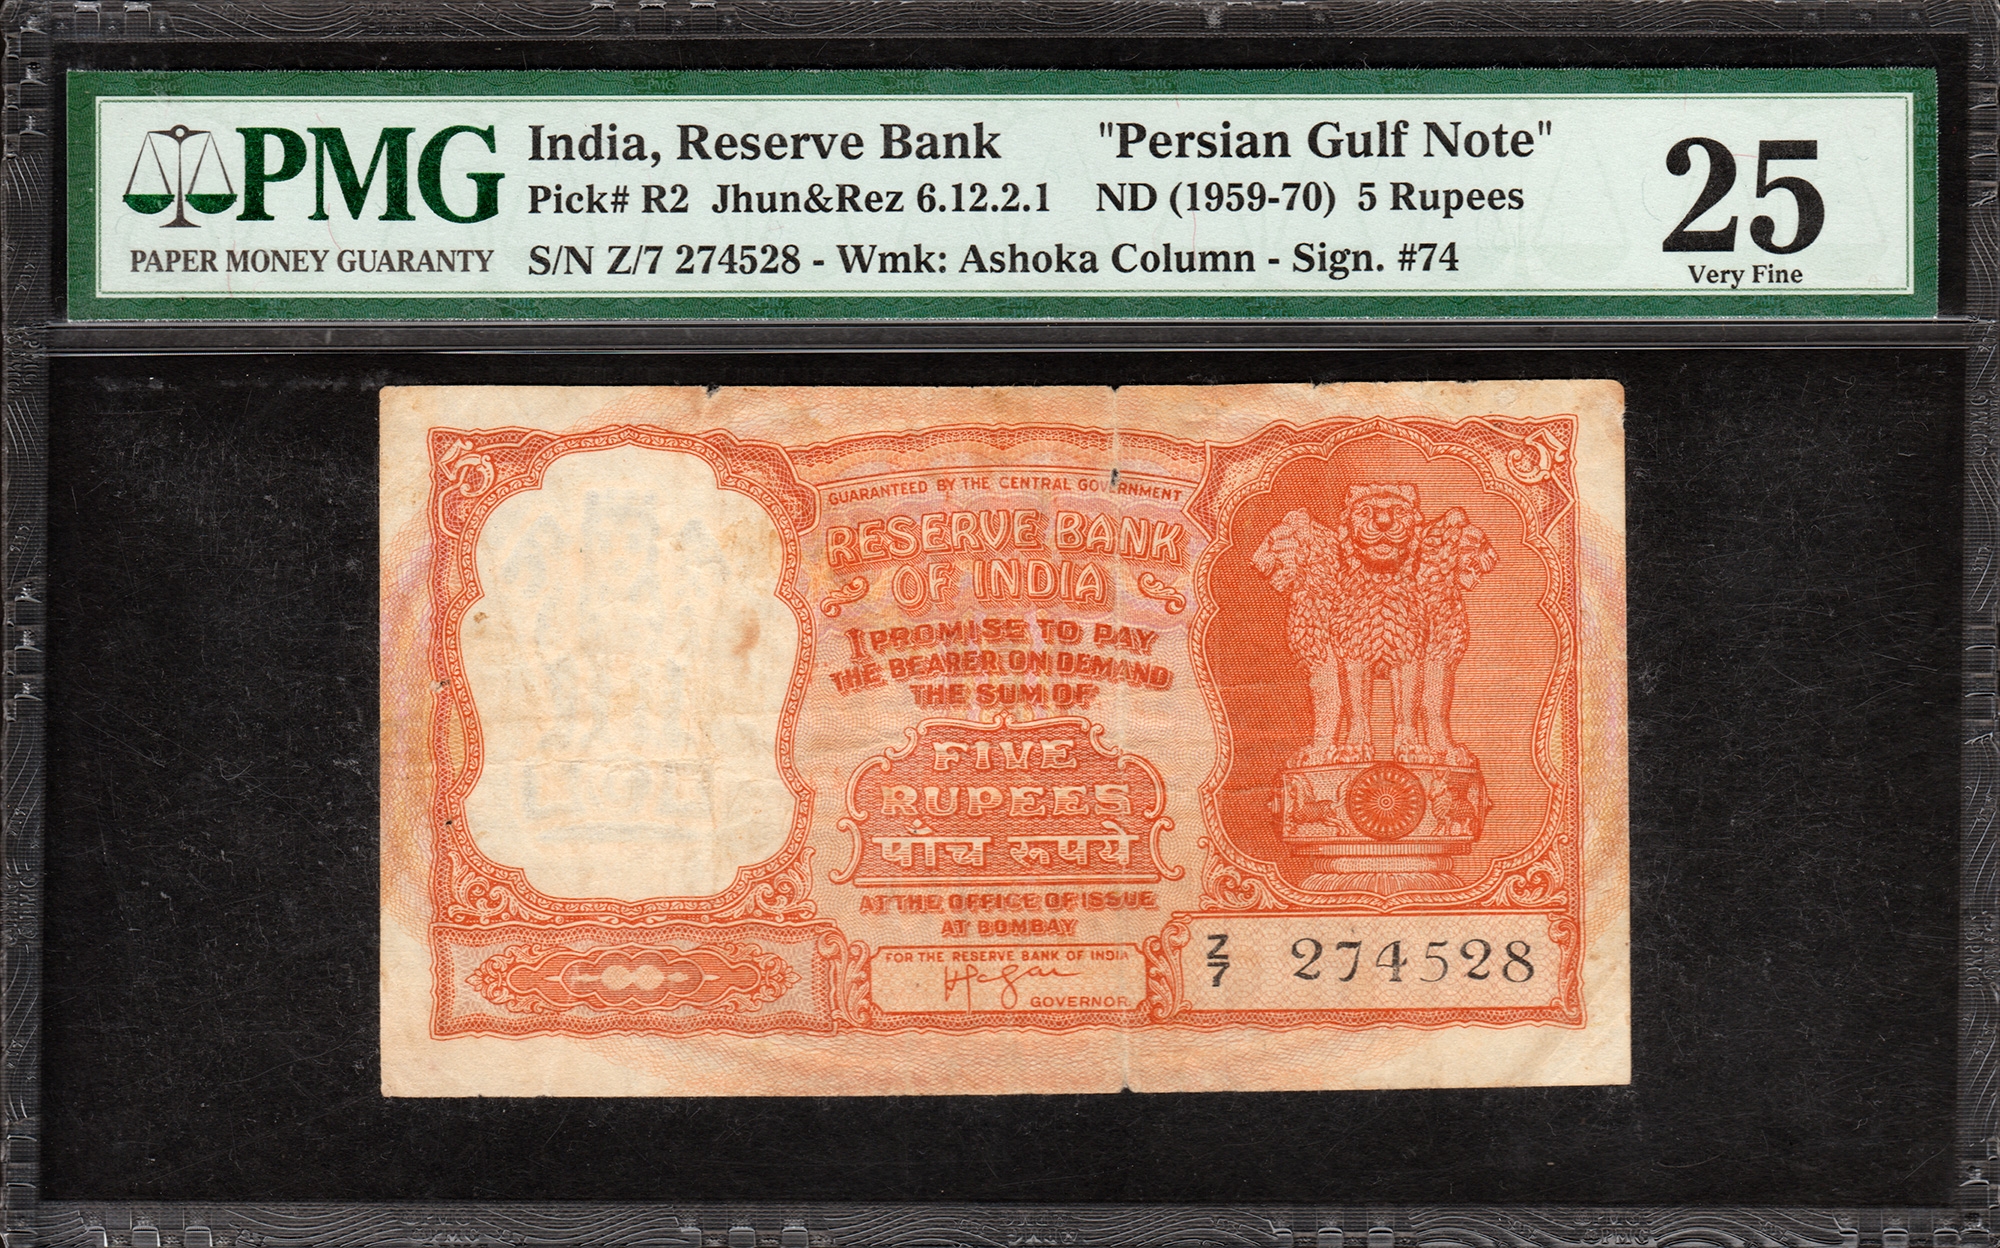 PMG
PAPER MONEY GUARANTY
India, Reserve Bank "Persian Gulf Note"
Pick# R2 Jhun&Rez 6.12.2.1 ND (1959-70) 5 Rupees
S/N Z/7 274528 - Wmk: Ashoka Column - Sign. #74
25
Very Fine
5
5
GUARANTEED BY THE CENTRAL GOVERNMENT
RESERVE BANK
OF INDIA
I PROMISE TO PAY
THE BEARER ON DEMAND
THE SUM OF
FIVE
RUPEES
पाँच रूपये
AT THE OFFICE OF ISSUE
AT BOMBAY
FOR THE RESERVE BANK OF INDIA
GOVERNOR.
Z/7 274528